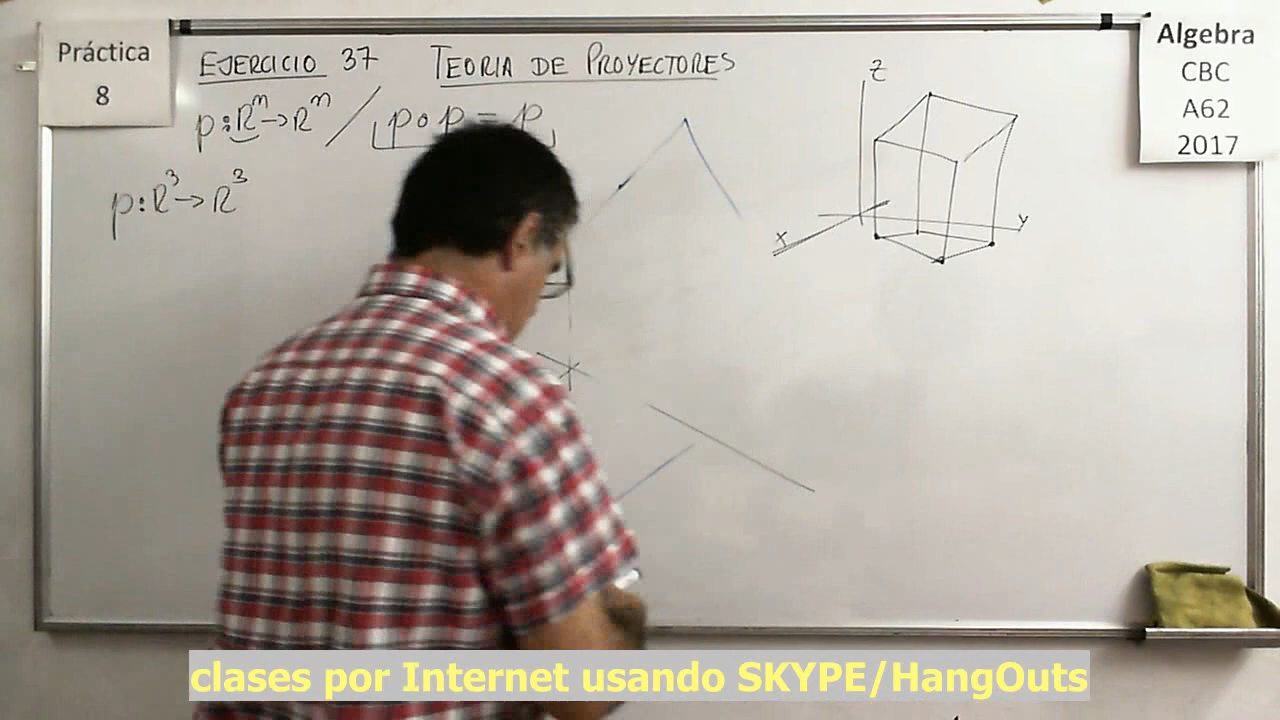 Práctica
8
EJERCICIO 37 TEORIA DE PROYECTORES
p:R^n→R^n / p o p = p
p:R^3→R^3
z
x
y
Algebra
CBC
A62
2017
clases por Internet usando SKYPE/HangOuts